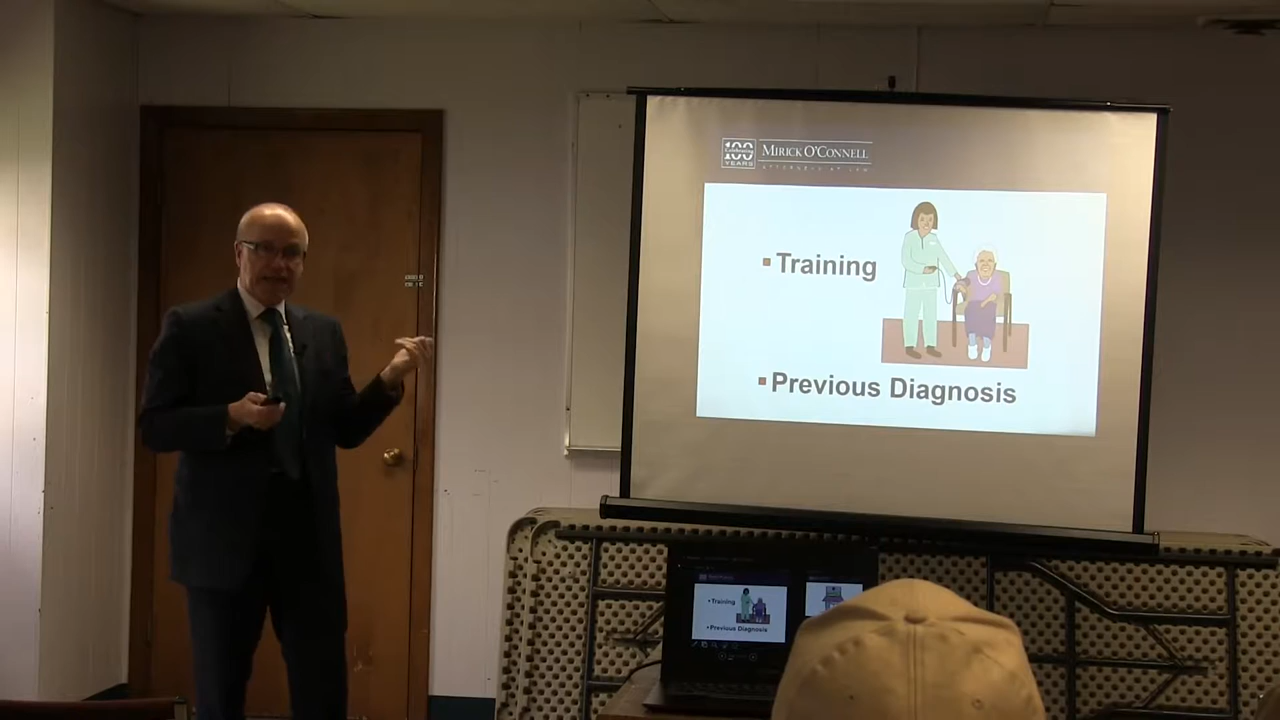 Celebrating
100
YEARS
MIRICK O'CONNELL
ATTORNEYS AT LAW
Training
Previous Diagnosis
Training
Previous Diagnosis